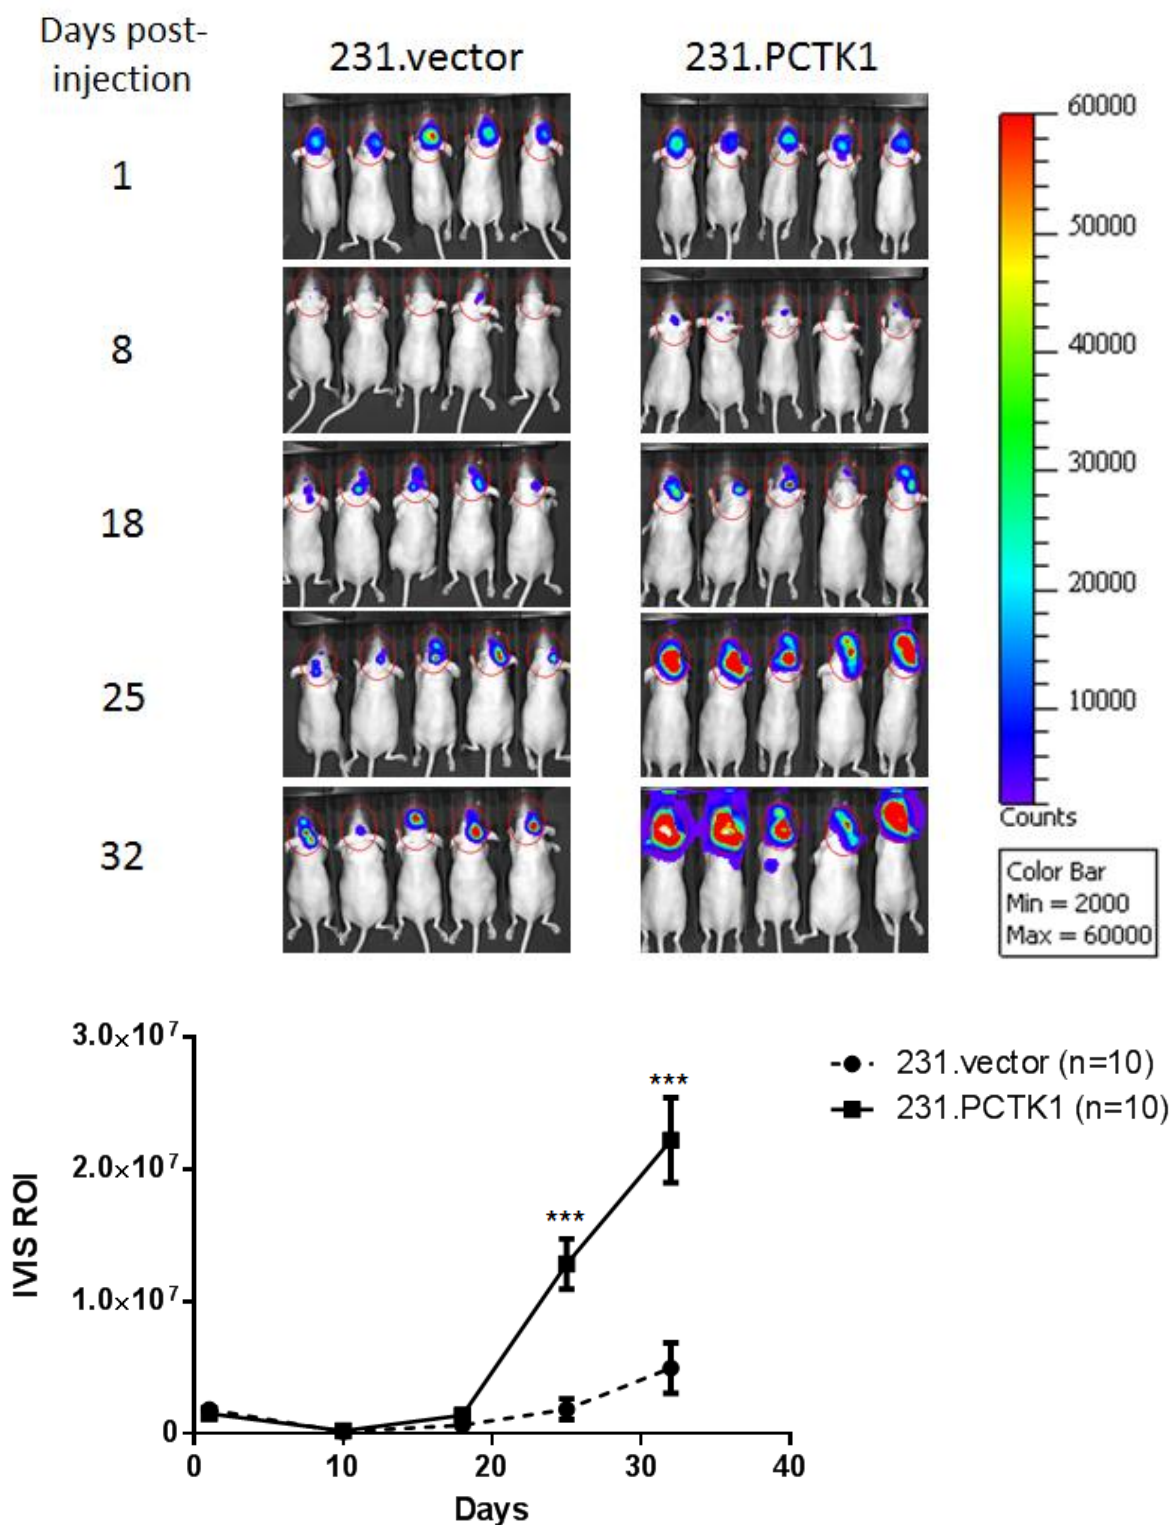 Days post-
injection
231.vector
231.PCTK1
1
8
18
25
32
60000
50000
40000
30000
20000
10000
Counts
Color Bar
Min = 2000
Max = 60000
3.0×10⁷
2.0×10⁷
1.0×10⁷
0
IVIS ROI
***
***
231.vector (n=10)
231.PCTK1 (n=10)
0
10
20
30
40
Days